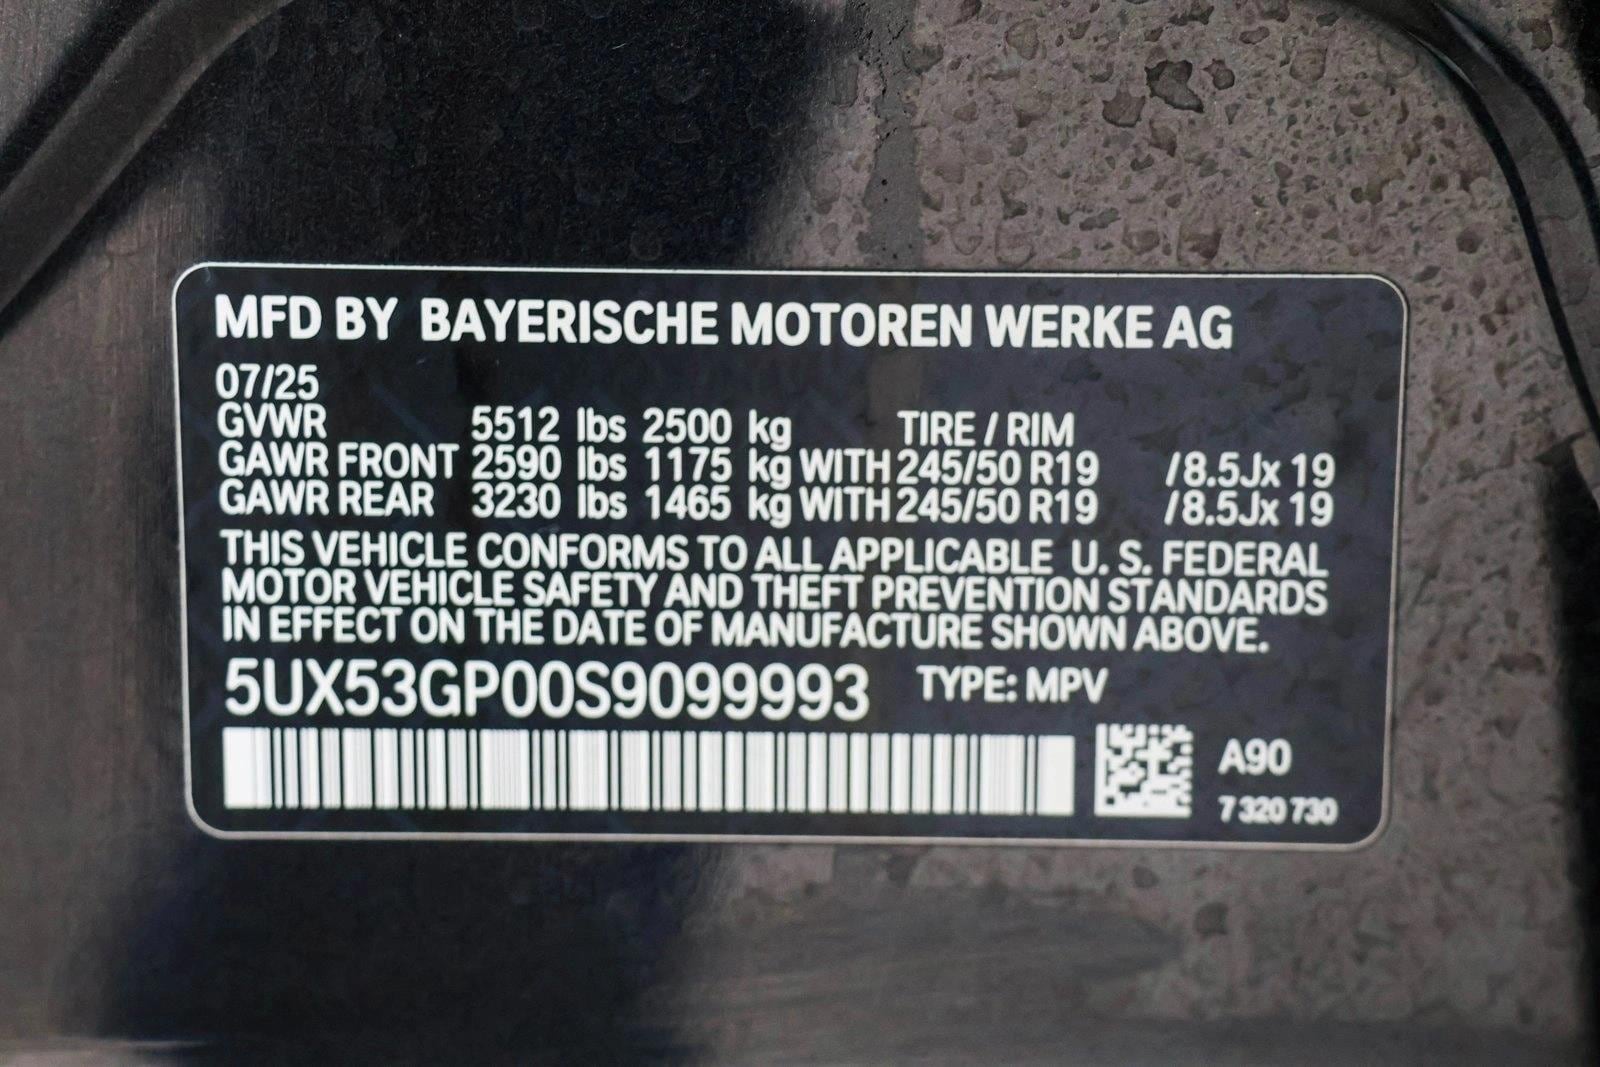 MFD BY BAYERISCHE MOTOREN WERKE AG
07/25
GVWR 5512 lbs 2500 kg TIRE / RIM
GAWR FRONT 2590 lbs 1175 kg WITH 245/50 R19 /8.5Jx 19
GAWR REAR 3230 lbs 1465 kg WITH 245/50 R19 /8.5Jx 19
THIS VEHICLE CONFORMS TO ALL APPLICABLE U. S. FEDERAL
MOTOR VEHICLE SAFETY AND THEFT PREVENTION STANDARDS
IN EFFECT ON THE DATE OF MANUFACTURE SHOWN ABOVE.
5UX53GP00S9099993 TYPE: MPV
A90
7 320 730